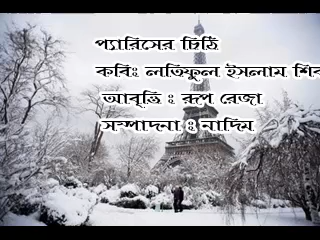 প্যারিসের চিঠি
কবিঃ লতিফুল ইসলাম
আবৃত্তি : রূপ রেজা
সম্পাদনা : নাদিম